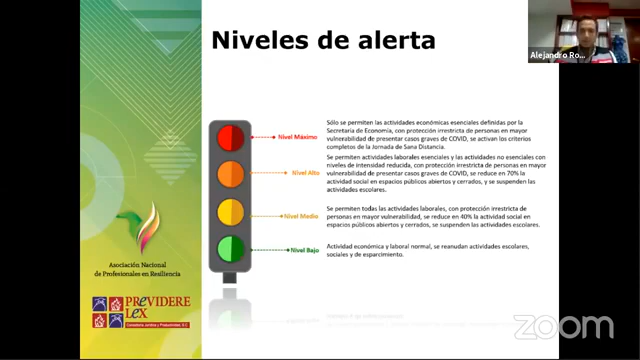 Niveles de alerta
Alejandro Ro...
Nivel Máximo
Sólo se permiten las actividades económicas esenciales definidas por la
Secretaria de Economía, con protección irrestricta de personas en mayor
vulnerabilidad de presentar casos graves de COVID, se activan los criterios
completos de la Jornada de Sana Distancia.
Nivel Alto
Se permiten actividades laborales esenciales y las actividades no esenciales con
niveles de intensidad reducida, con protección irrestricta de personas en mayor
vulnerabilidad de presentar casos graves de COVID, se reduce en 70% la
actividad social en espacios públicos abiertos y cerrados, y se suspenden las
actividades escolares.
Nivel Medio
Se permiten todas las actividades laborales, con protección irrestricta de
personas en mayor vulnerabilidad, se reduce en 40% la actividad social en
espacios públicos abiertos y cerrados, se suspenden las actividades escolares.
Nivel Bajo
Actividad económica y laboral normal, se reanudan actividades escolares,
sociales y de esparcimiento.
Asociación Nacional
de Profesionales en Resiliencia
PREVIDERE
LEX
zoom